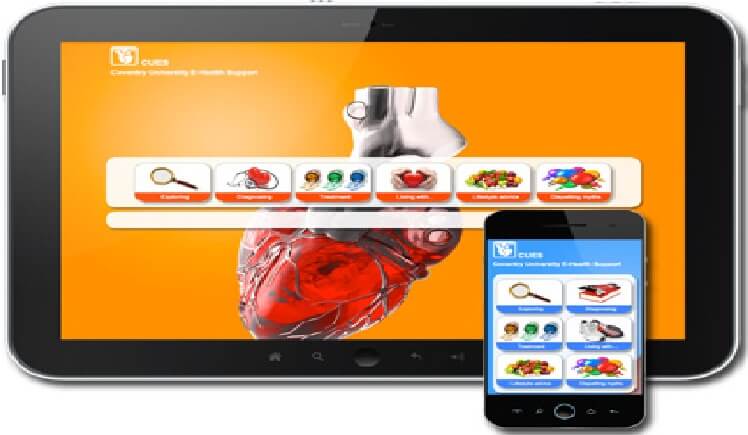 CUES
Coventry University E-Health Support
Exploring
Diagnosing
Treatment
Living with...
Lifestyle advice
Dispelling myths
CUES
Coventry University E-Health Support
Exploring
Diagnosing
Treatment
Living with...
Lifestyle advice
Dispelling myths